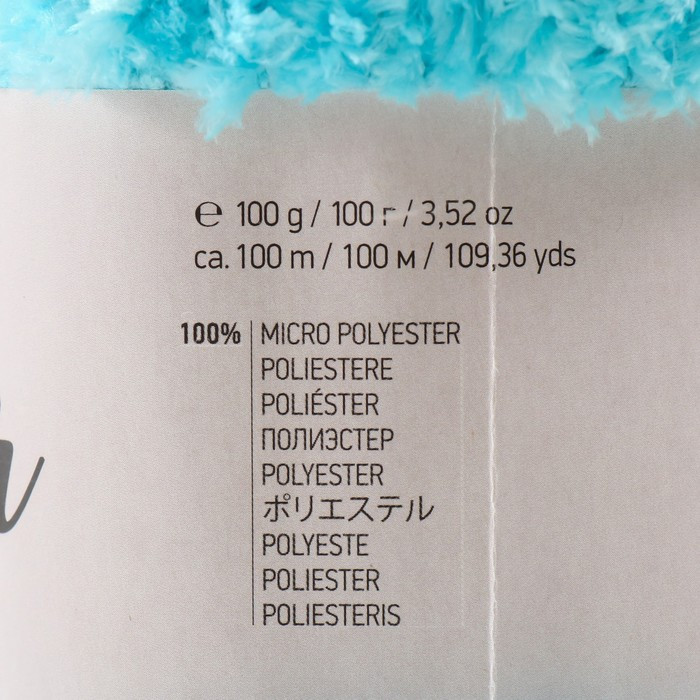 ℮ 100 g / 100 г / 3,52 oz
ca. 100 m / 100 м / 109,36 yds
100% MICRO POLYESTER
POLIESTERE
POLIÉSTER
ПОЛИЭСТЕР
POLYESTER
ポリエステル
POLYESTE
POLIESTER
POLIESTERIS